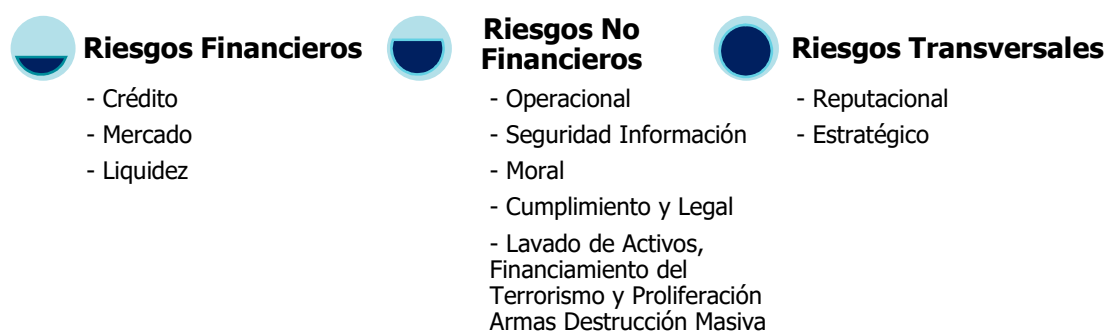 Riesgos Financieros
- Crédito
- Mercado
- Liquidez
Riesgos No
Financieros
- Operacional
- Seguridad Información
- Moral
- Cumplimiento y Legal
- Lavado de Activos,
Financiamiento del
Terrorismo y Proliferación
Armas Destrucción Masiva
Riesgos Transversales
- Reputacional
- Estratégico